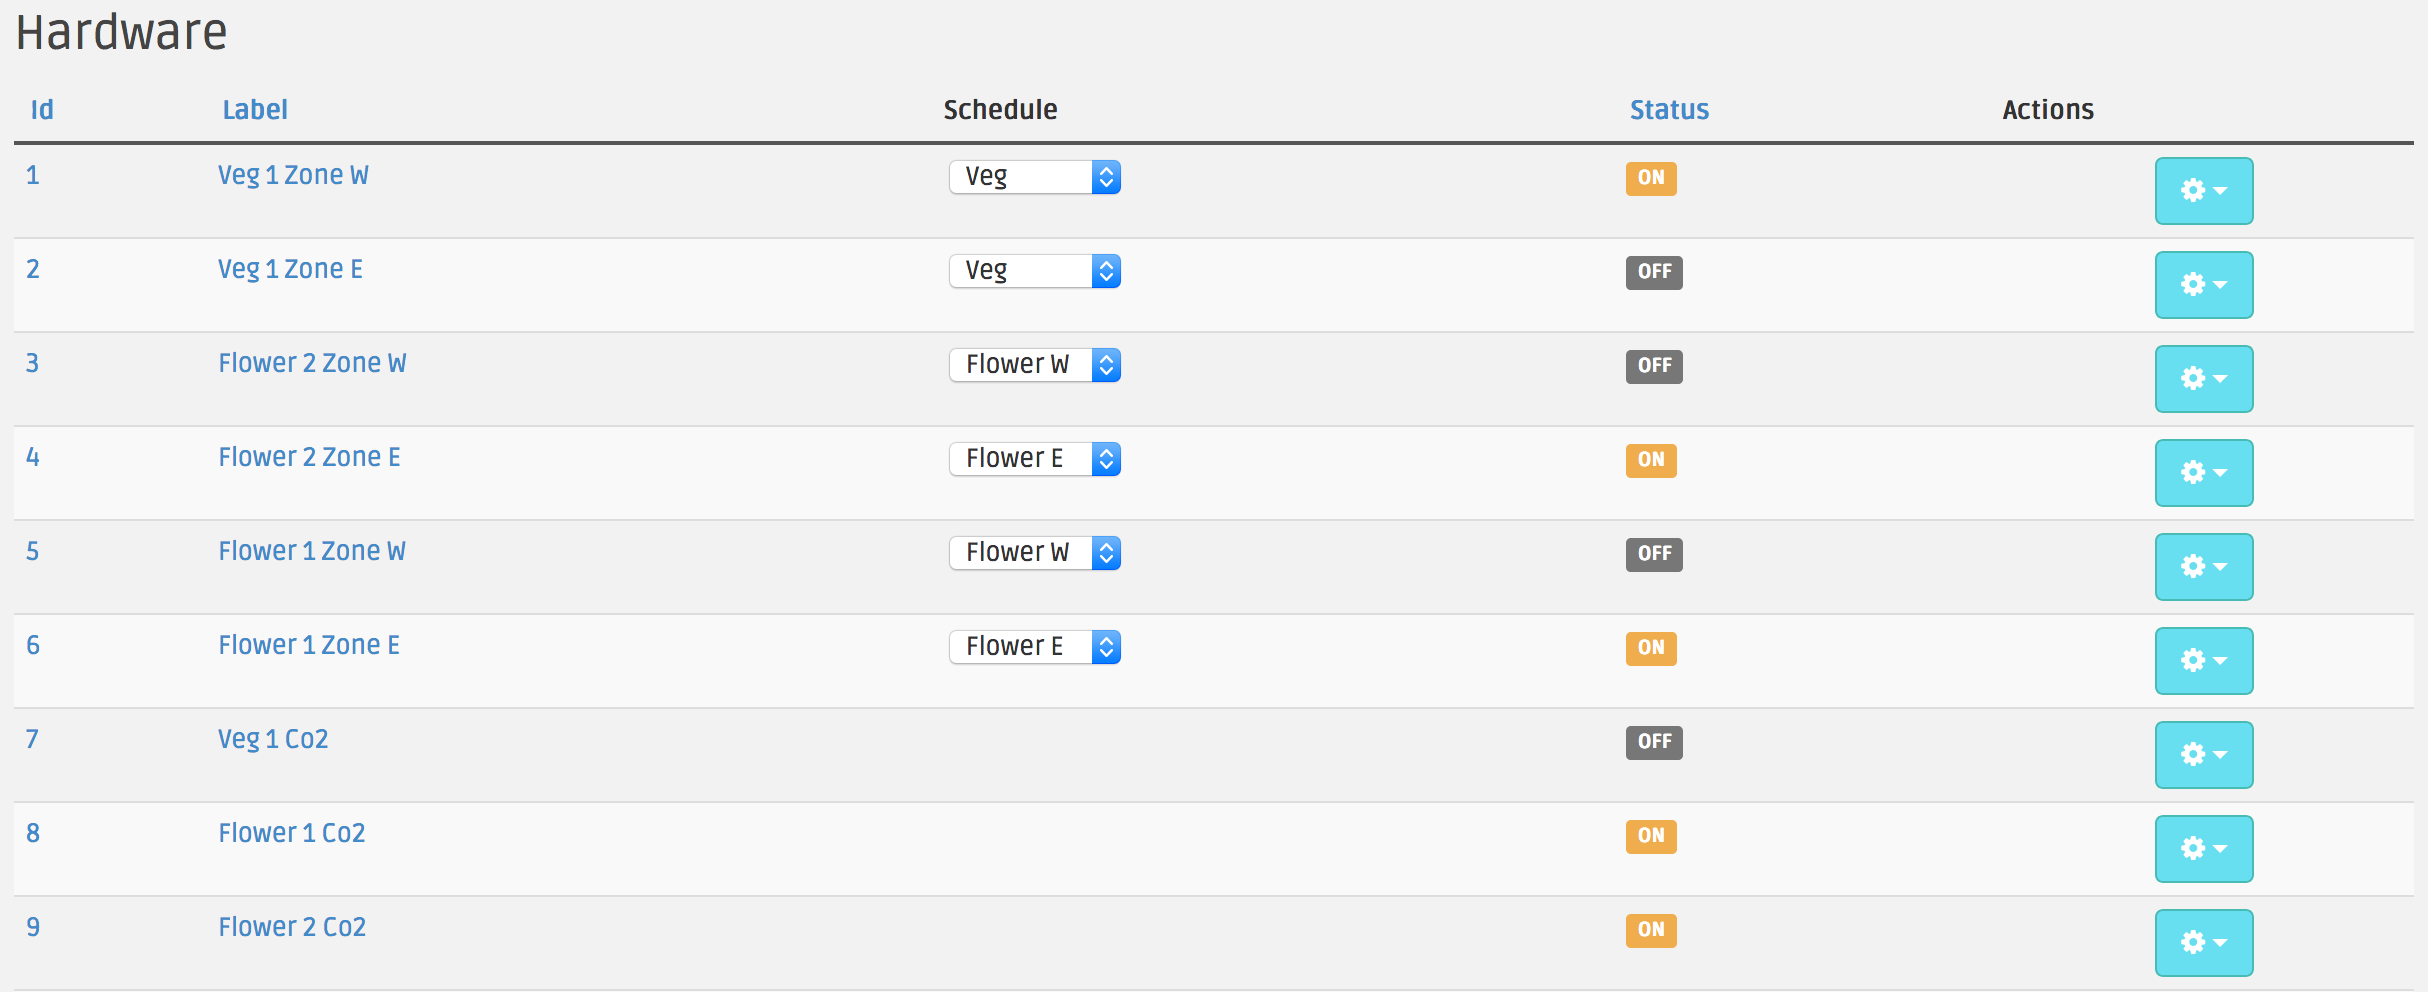 Hardware
Id Label Schedule Status Actions
1 Veg 1 Zone W Veg ON
2 Veg 1 Zone E Veg OFF
3 Flower 2 Zone W Flower W OFF
4 Flower 2 Zone E Flower E ON
5 Flower 1 Zone W Flower W OFF
6 Flower 1 Zone E Flower E ON
7 Veg 1 Co2 OFF
8 Flower 1 Co2 ON
9 Flower 2 Co2 ON